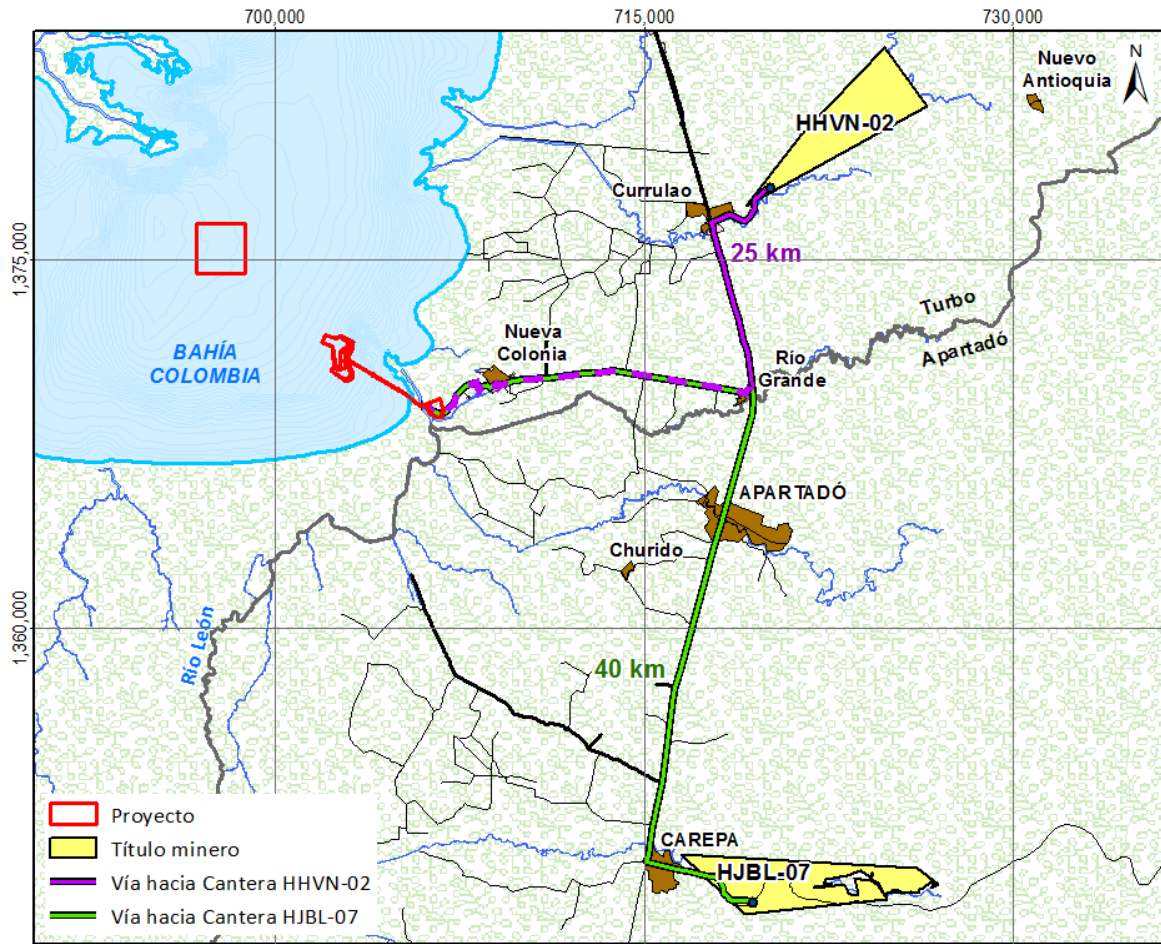 700,000
715,000
730,000
N
Nuevo
Antioquia
HHVN-02
Currulao
25 km
1,375,000
Turbo
Apartadó
BAHÍA
COLOMBIA
Nueva
Colonia
Río
Grande
APARTADÓ
Churido
1,360,000
Río León
40 km
CAREPA
HJBL-07
Proyecto
Título minero
Vía hacia Cantera HHVN-02
Vía hacia Cantera HJBL-07